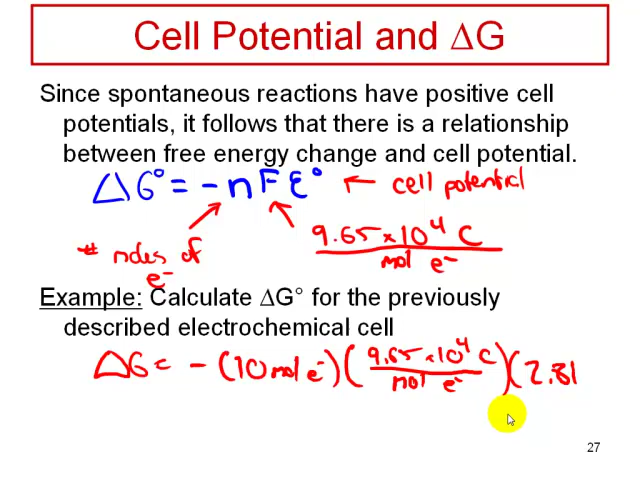 Cell Potential and ΔG
Since spontaneous reactions have positive cell
potentials, it follows that there is a relationship
between free energy change and cell potential.
ΔG° = - n F ε° ← cell potential
9.65 × 10⁴ C
mol e⁻
# moles of
e⁻
Example: Calculate ΔG° for the previously
described electrochemical cell
ΔG = - (10 mol e⁻) (9.65 × 10⁴ C / mol e⁻) (2.81
27